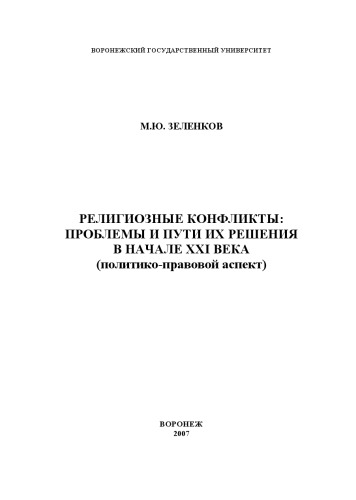 ВОРОНЕЖСКИЙ ГОСУДАРСТВЕННЫЙ УНИВЕРСИТЕТ
М.Ю. ЗЕЛЕНКОВ
РЕЛИГИОЗНЫЕ КОНФЛИКТЫ:
ПРОБЛЕМЫ И ПУТИ ИХ РЕШЕНИЯ
В НАЧАЛЕ XXI ВЕКА
(политико-правовой аспект)
ВОРОНЕЖ
2007